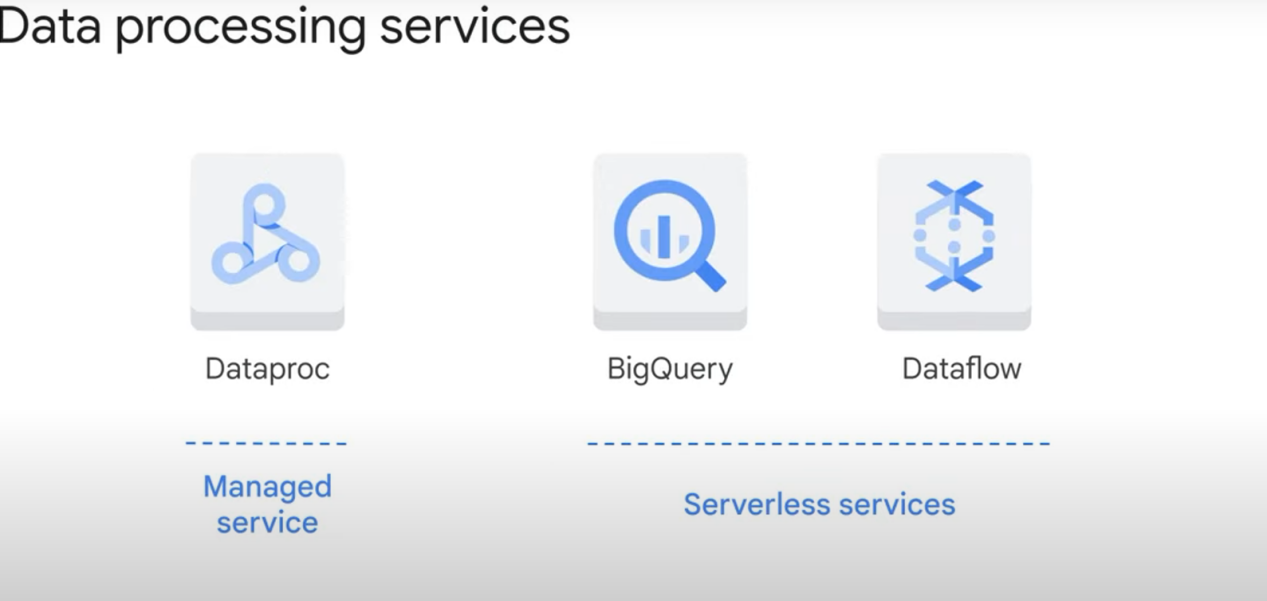 Data processing services
Dataproc
BigQuery
Dataflow
Managed
service
Serverless services